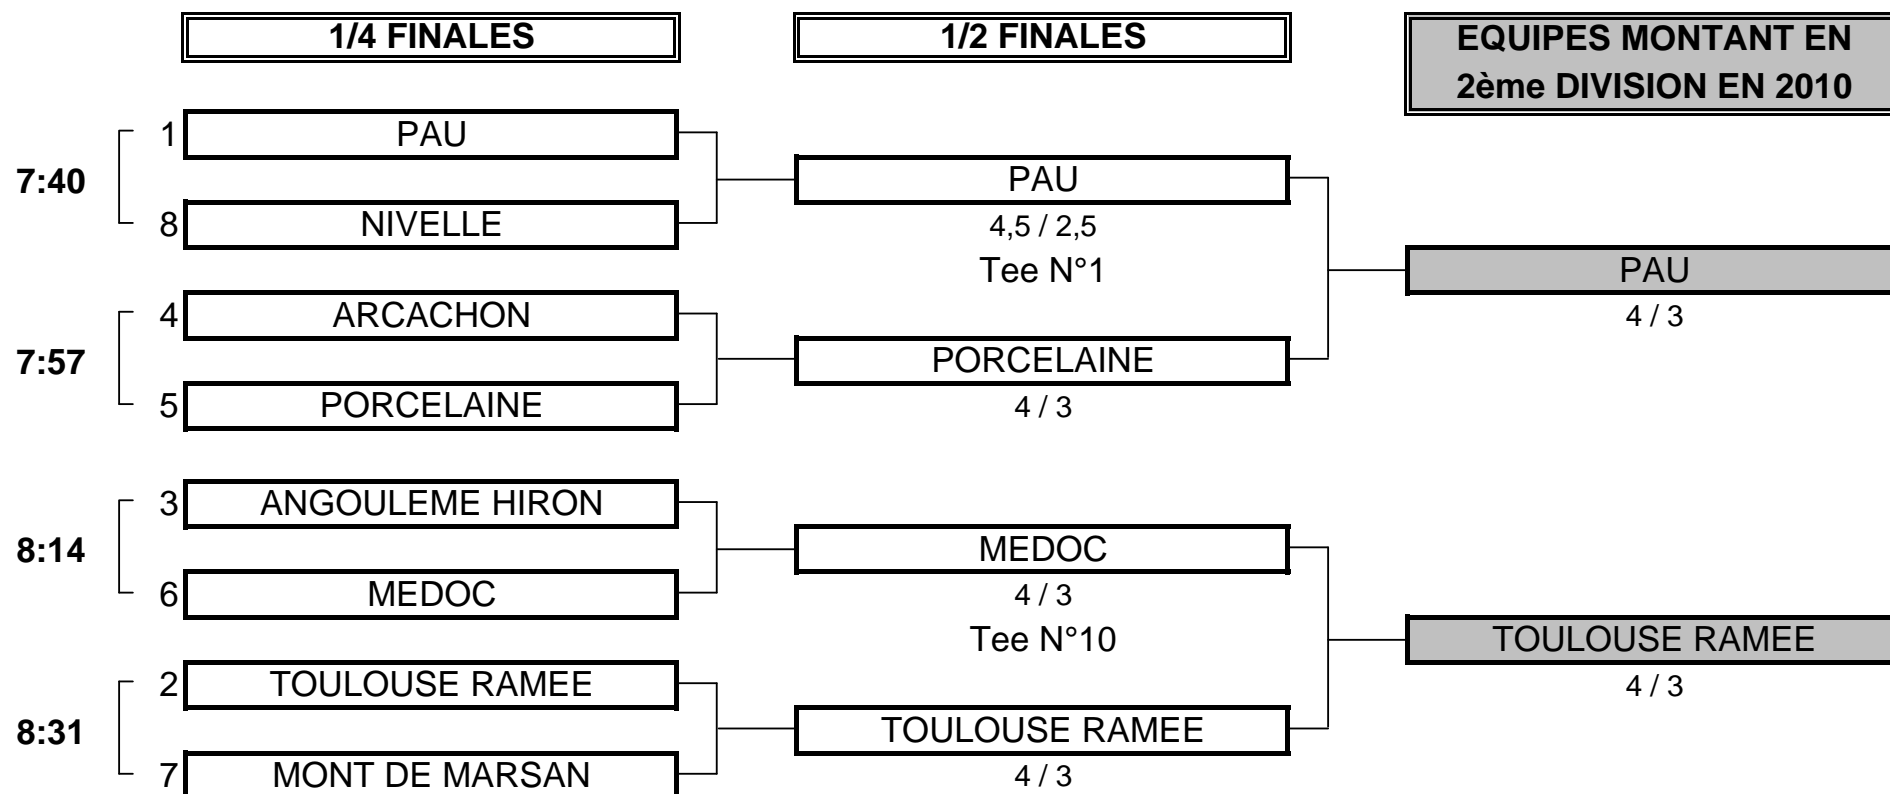 1/4 FINALES
1/2 FINALES
EQUIPES MONTANT EN
2ème DIVISION EN 2010
7:40
1 PAU
8 NIVELLE
PAU
4,5 / 2,5
Tee N°1
7:57
4 ARCACHON
5 PORCELAINE
PORCELAINE
4 / 3
PAU
4 / 3
8:14
3 ANGOULEME HIRON
6 MEDOC
MEDOC
4 / 3
Tee N°10
8:31
2 TOULOUSE RAMEE
7 MONT DE MARSAN
TOULOUSE RAMEE
4 / 3
TOULOUSE RAMEE
4 / 3